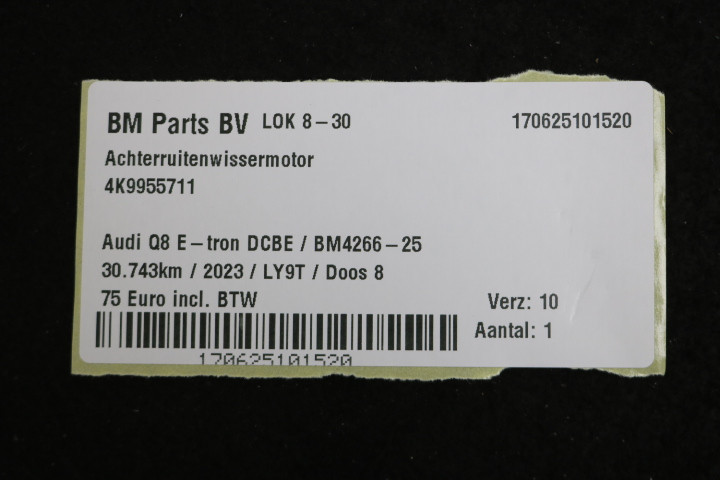 BM Parts BV LOK 8-30 170625101520
Achterruitenwissermotor
4K9955711
Audi Q8 E-tron DCBE / BM4266-25
30.743km / 2023 / LY9T / Doos 8
75 Euro incl. BTW Verz: 10
Aantal: 1
170625101520